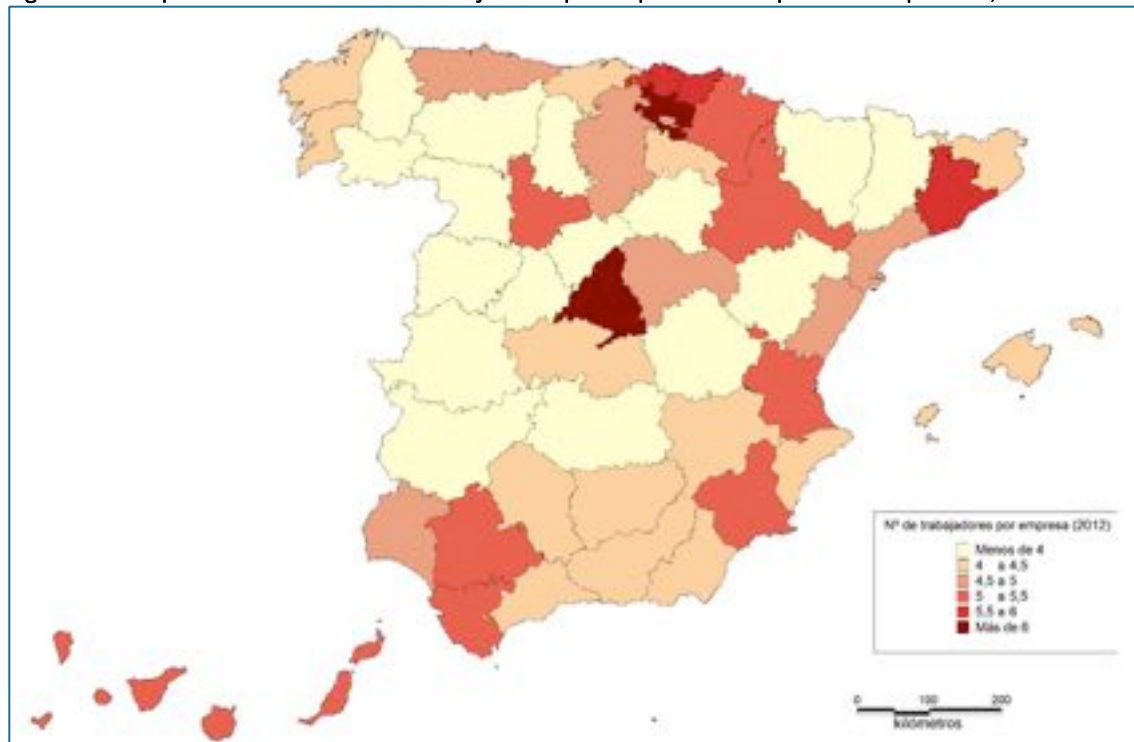 Nº de trabajadores por empresa (2012)
Menos de 4
4 a 4,5
4,5 a 5
5 a 5,5
5,5 a 6
Más de 6
0 100 200
kilómetros